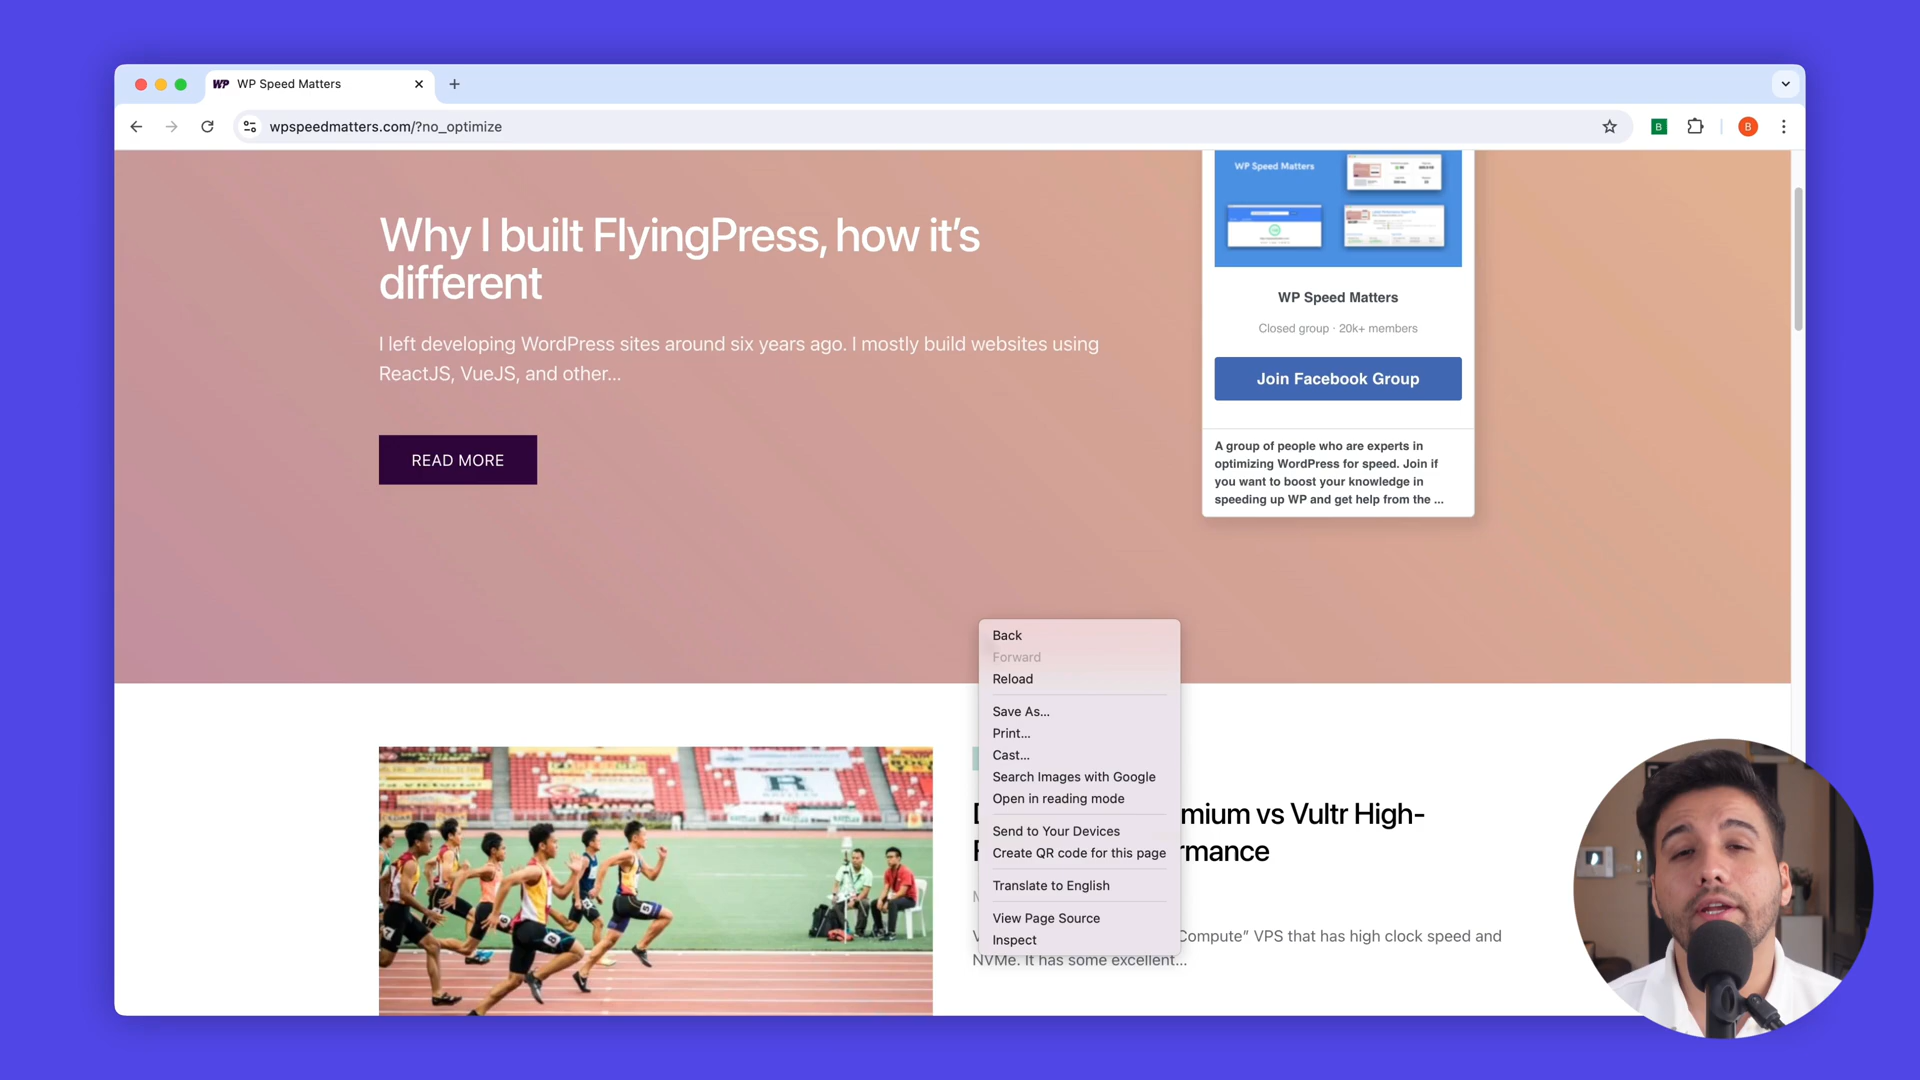 WP WP Speed Matters
wpspeedmatters.com/?no_optimize
B
B
Why I built FlyingPress, how it's
different
I left developing WordPress sites around six years ago. I mostly build websites using
ReactJS, VueJS, and other...
READ MORE
WP Speed Matters
WP Speed Matters
Closed group · 20k+ members
Join Facebook Group
A group of people who are experts in
optimizing WordPress for speed. Join if
you want to boost your knowledge in
speeding up WP and get help from the ...
Back
Forward
Reload
Save As...
Print...
Cast...
Search Images with Google
Open in reading mode
Send to Your Devices
Create QR code for this page
Translate to English
View Page Source
Inspect
mium vs Vultr High-
rmance
Compute” VPS that has high clock speed and
NVMe. It has some excellent...
R
8